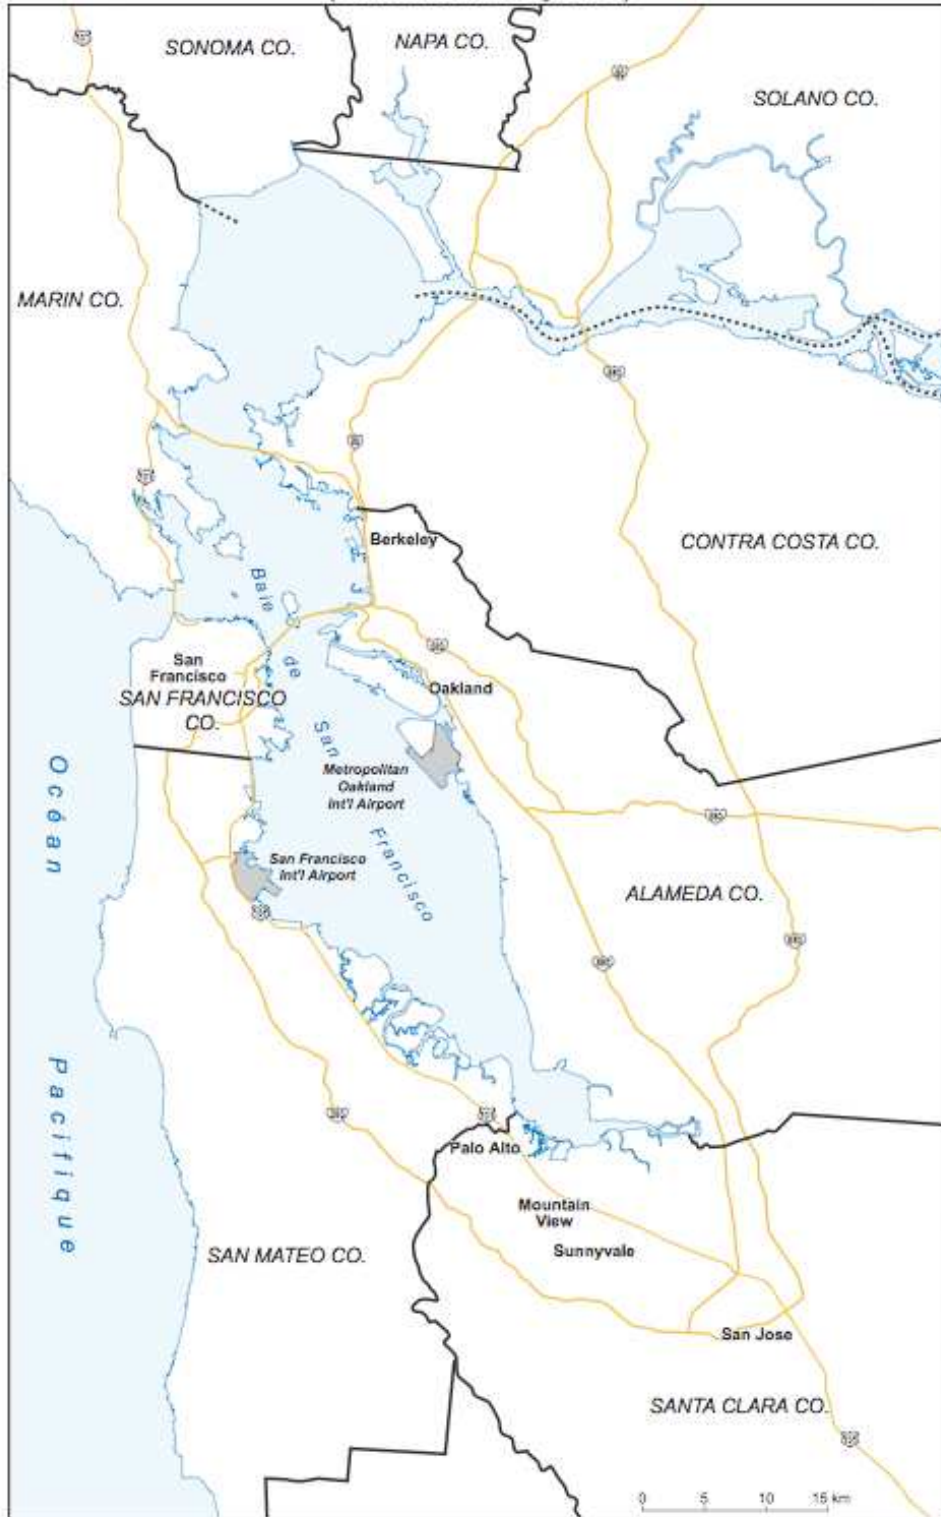 SONOMA CO.
NAPA CO.
SOLANO CO.
MARIN CO.
CONTRA COSTA CO.
Berkeley
Baie de San Francisco
San
Francisco
SAN FRANCISCO
CO.
Oakland
Metropolitan
Oakland
Int'l Airport
San Francisco
Int'l Airport
Océan Pacifique
ALAMEDA CO.
Palo Alto
Mountain
View
Sunnyvale
SAN MATEO CO.
San Jose
SANTA CLARA CO.
0 5 10 15 km